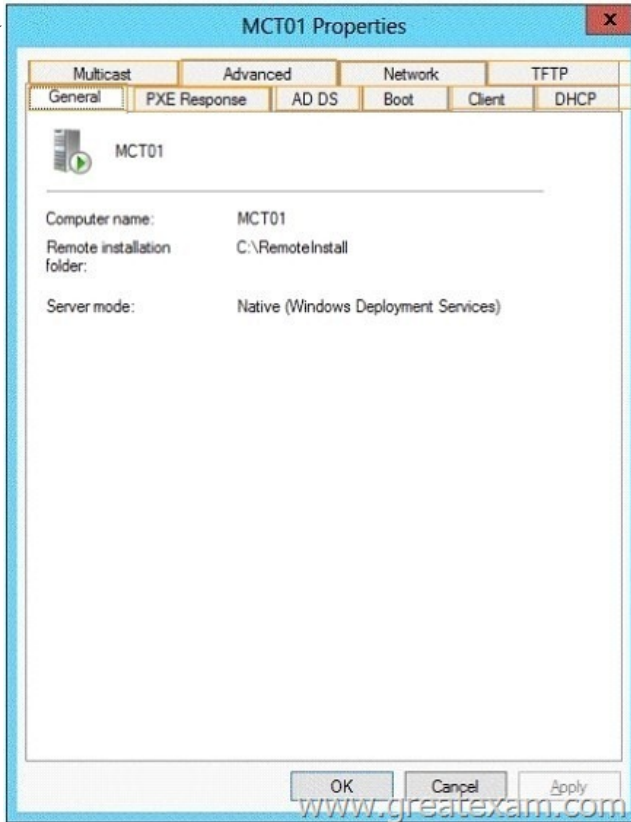 MCT01 Properties
x
Multicast Advanced Network TFTP
General PXE Response AD DS Boot Client DHCP
MCT01
Computer name: MCT01
Remote installation folder: C:\RemoteInstall
Server mode: Native (Windows Deployment Services)
OK Cancel Apply
www.greatexam.com